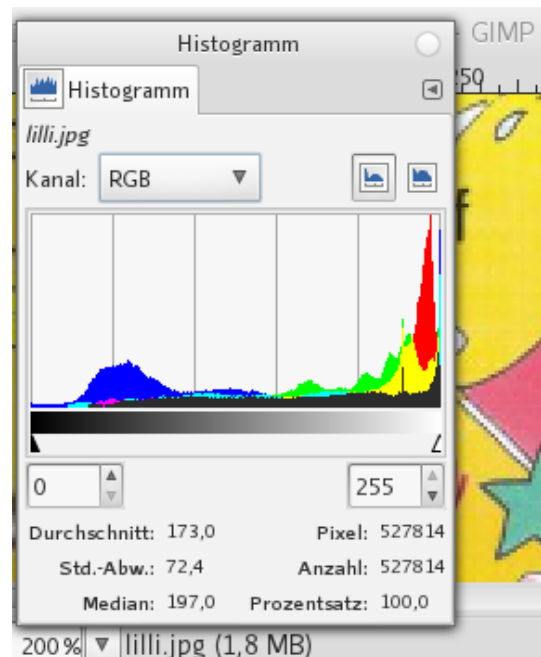 Histogramm
GIMP
Histogramm
lilli.jpg
Kanal: RGB
0 255
Durchschnitt: 173,0 Pixel: 527814
Std.-Abw.: 72,4 Anzahl: 527814
Median: 197,0 Prozentsatz: 100,0
200 % lilli.jpg (1,8 MB)